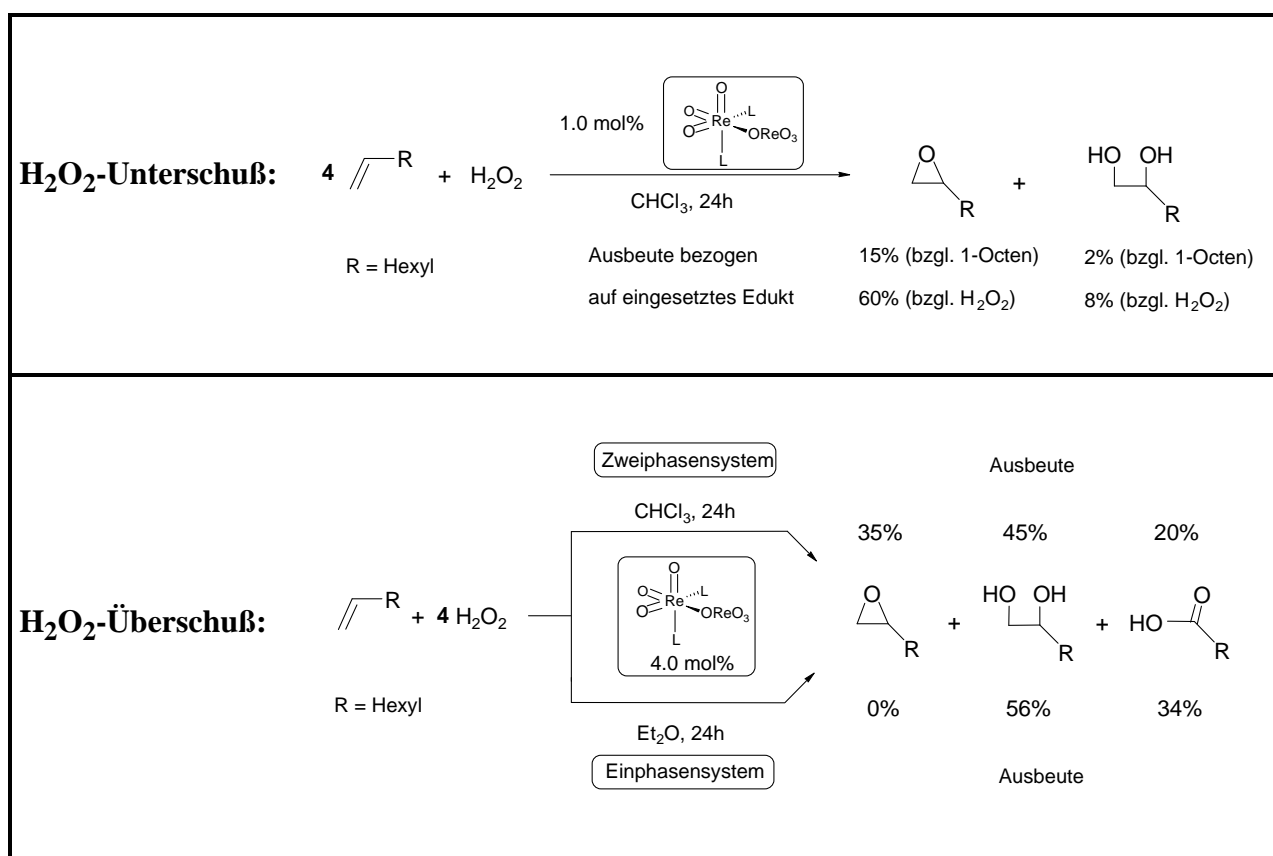 H₂O₂-Unterschuß:
4
R
+ H₂O₂
1.0 mol%
O
O
O
Re
L
OReO₃
L
CHCl₃, 24h
O
R
+
HO
OH
R
R = Hexyl
Ausbeute bezogen
auf eingesetztes Edukt
15% (bzgl. 1-Octen)
2% (bzgl. 1-Octen)
60% (bzgl. H₂O₂)
8% (bzgl. H₂O₂)
H₂O₂-Überschuß:
R
+ 4 H₂O₂
R = Hexyl
Zweiphasensystem
CHCl₃, 24h
O
O
O
Re
L
OReO₃
L
4.0 mol%
Et₂O, 24h
Einphasensystem
Ausbeute
35%
45%
20%
O
R
+
HO
OH
R
+
HO
O
R
0%
56%
34%
Ausbeute